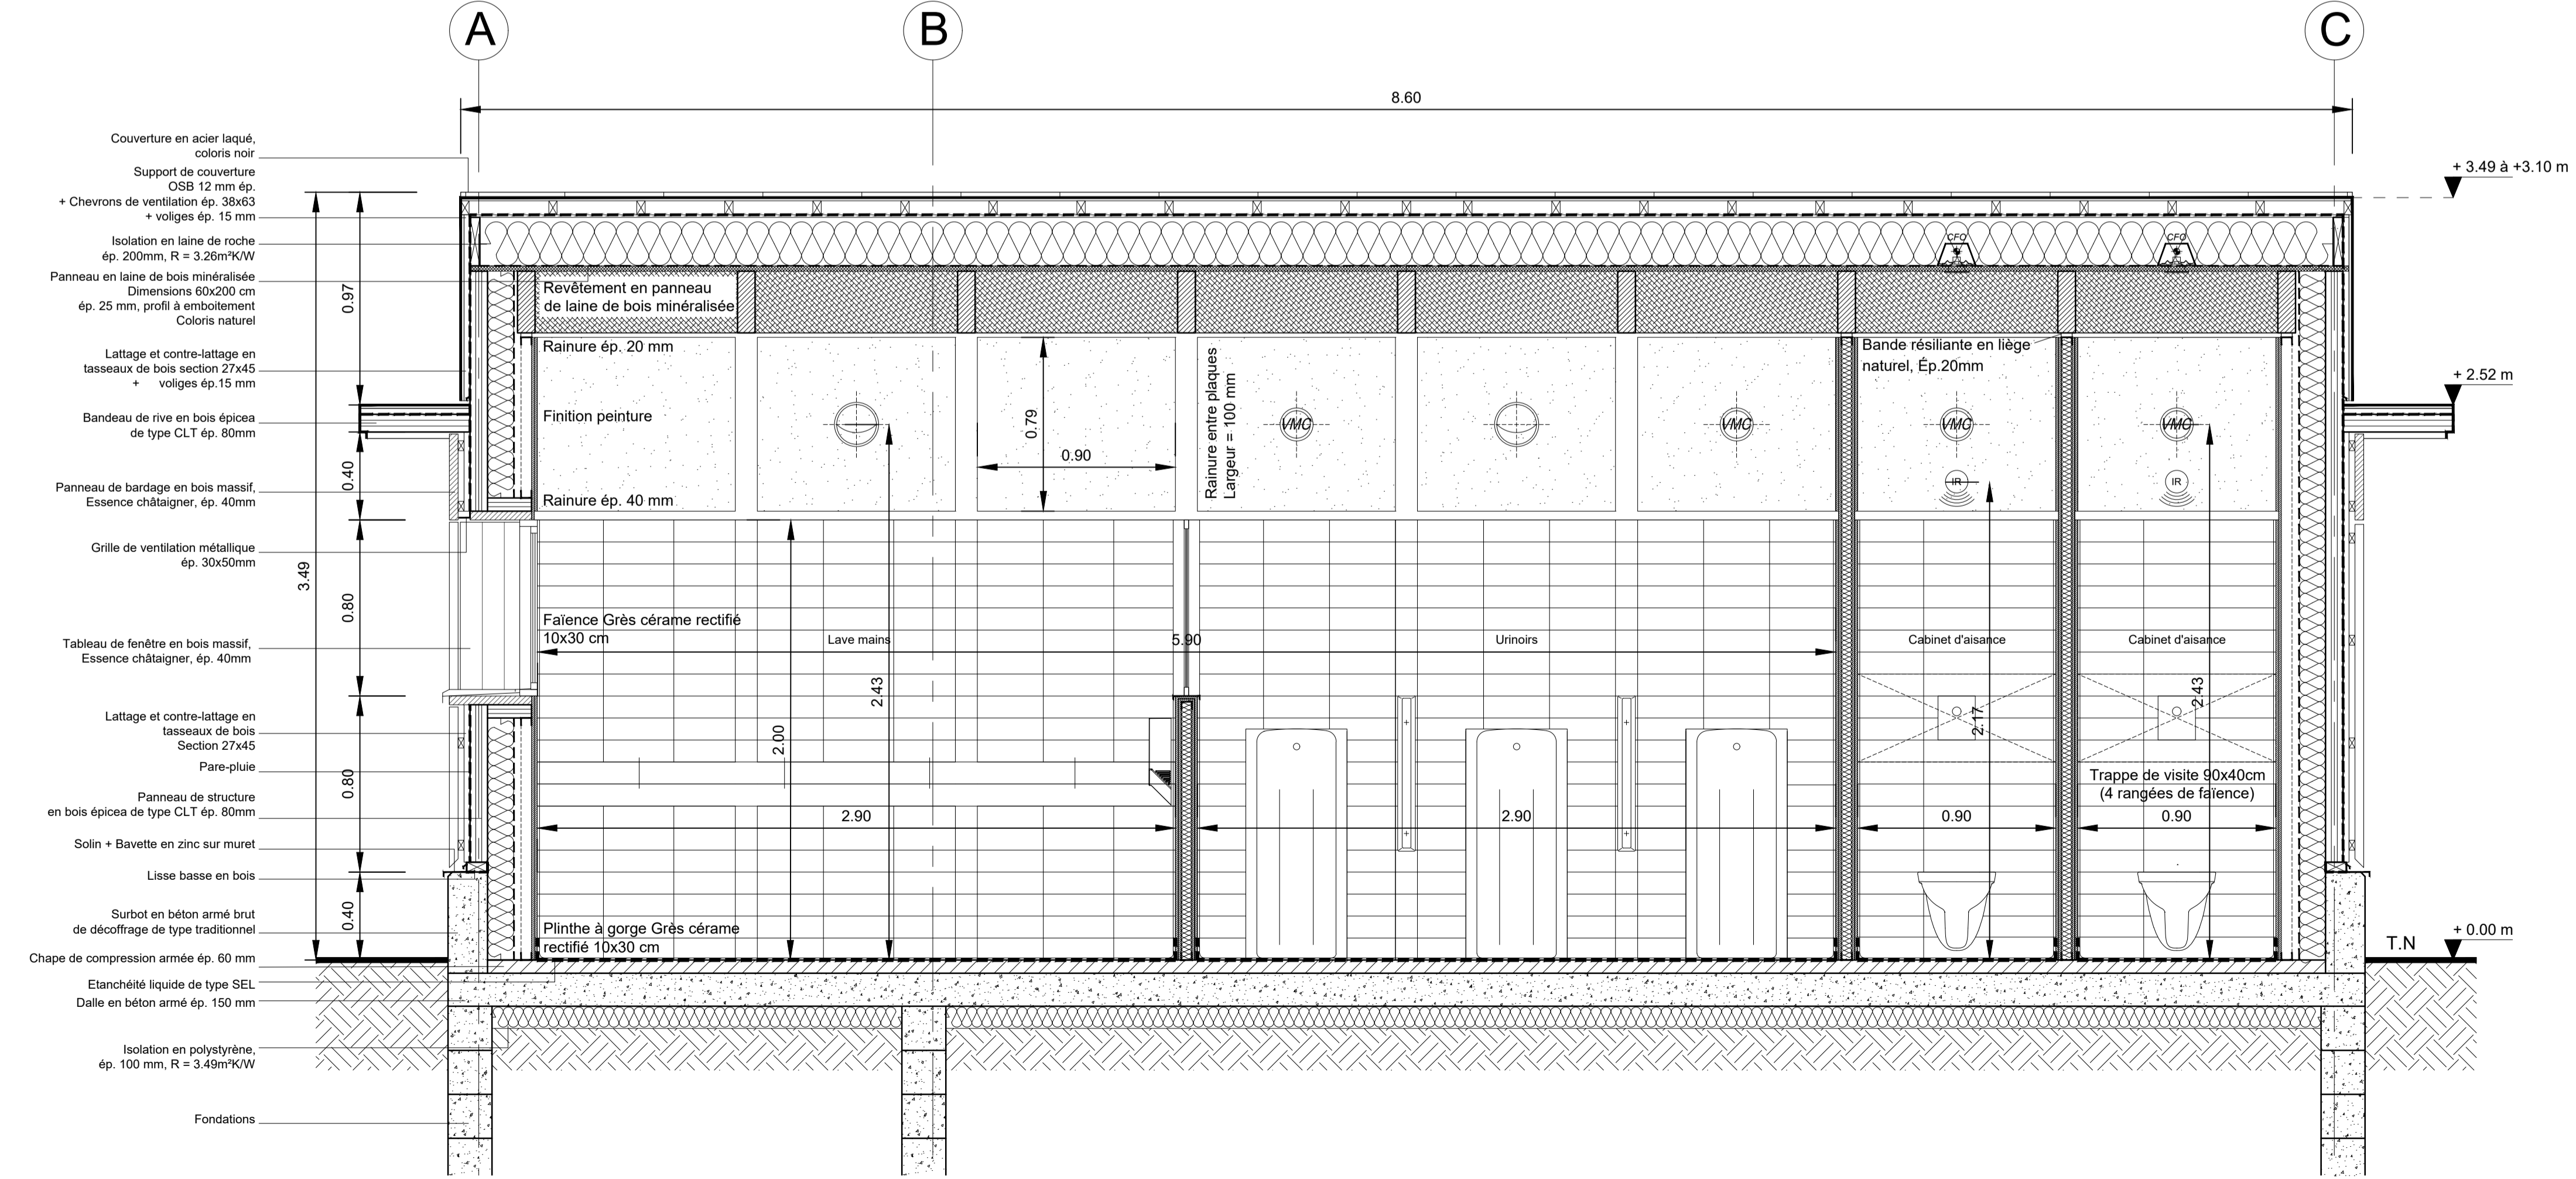 A
B
C
8.60
Couverture en acier laqué,
coloris noir
Support de couverture
OSB 12 mm ép.
+ Chevrons de ventilation ép. 38x63
+ voliges ép. 15 mm
Isolation en laine de roche
ép. 200mm, R = 3.26m²K/W
Panneau en laine de bois minéralisée
Dimensions 60x200 cm
ép. 25 mm, profil à emboitement
Coloris naturel
Lattage et contre-lattage en
tasseaux de bois section 27x45
+ voliges ép.15 mm
Bandeau de rive en bois épicea
de type CLT ép. 80mm
Panneau de bardage en bois massif,
Essence châtaigner, ép. 40mm
Grille de ventilation métallique
ép. 30x50mm
Tableau de fenêtre en bois massif,
Essence châtaigner, ép. 40mm
Lattage et contre-lattage en
tasseaux de bois
Section 27x45
Pare-pluie
Panneau de structure
en bois épicea de type CLT ép. 80mm
Solin + Bavette en zinc sur muret
Lisse basse en bois
Surbot en béton armé brut
de décoffrage de type traditionnel
Chape de compression armée ép. 60 mm
Etanchéité liquide de type SEL
Dalle en béton armé ép. 150 mm
Isolation en polystyrène,
ép. 100 mm, R = 3.49m²K/W
Fondations
3.49
0.97
0.40
0.80
0.80
0.40
Revêtement en panneau
de laine de bois minéralisée
Rainure ép. 20 mm
Finition peinture
Rainure ép. 40 mm
0.79
0.90
Rainure entre plaques
Largeur = 100 mm
VMC
VMC
VMC
VMC
CFO
CFO
IR
IR
Bande résiliante en liège
naturel, Ép.20mm
Faïence Grès cérame rectifié
10x30 cm
Lave mains
5.90
Urinoirs
Cabinet d'aisance
Cabinet d'aisance
2.43
2.00
2.17
2.43
Trappe de visite 90x40cm
(4 rangées de faïence)
2.90
2.90
0.90
0.90
Plinthe à gorge Grès cérame
rectifié 10x30 cm
+ 3.49 à +3.10 m
+ 2.52 m
+ 0.00 m
T.N